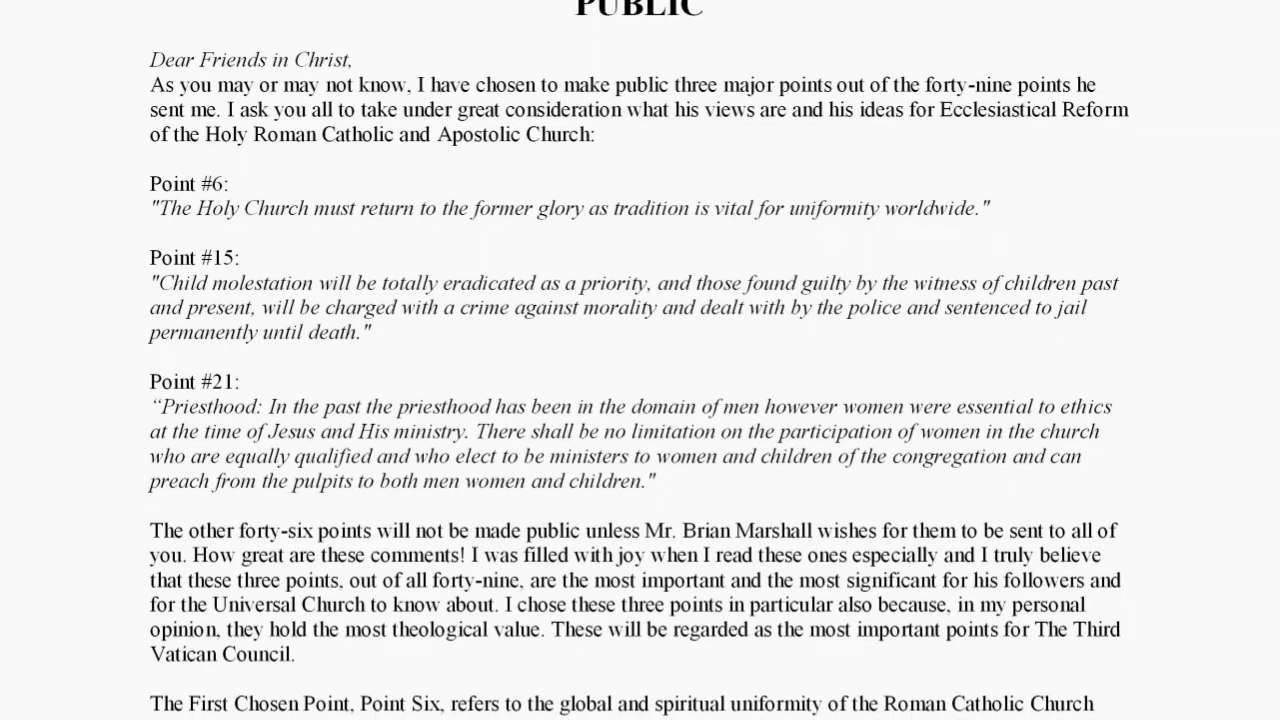 PUBLIC
Dear Friends in Christ,
As you may or may not know, I have chosen to make public three major points out of the forty-nine points he
sent me. I ask you all to take under great consideration what his views are and his ideas for Ecclesiastical Reform
of the Holy Roman Catholic and Apostolic Church:
Point #6:
"The Holy Church must return to the former glory as tradition is vital for uniformity worldwide."
Point #15:
"Child molestation will be totally eradicated as a priority, and those found guilty by the witness of children past
and present, will be charged with a crime against morality and dealt with by the police and sentenced to jail
permanently until death."
Point #21:
“Priesthood: In the past the priesthood has been in the domain of men however women were essential to ethics
at the time of Jesus and His ministry. There shall be no limitation on the participation of women in the church
who are equally qualified and who elect to be ministers to women and children of the congregation and can
preach from the pulpits to both men women and children."
The other forty-six points will not be made public unless Mr. Brian Marshall wishes for them to be sent to all of
you. How great are these comments! I was filled with joy when I read these ones especially and I truly believe
that these three points, out of all forty-nine, are the most important and the most significant for his followers and
for the Universal Church to know about. I chose these three points in particular also because, in my personal
opinion, they hold the most theological value. These will be regarded as the most important points for The Third
Vatican Council.
The First Chosen Point, Point Six, refers to the global and spiritual uniformity of the Roman Catholic Church